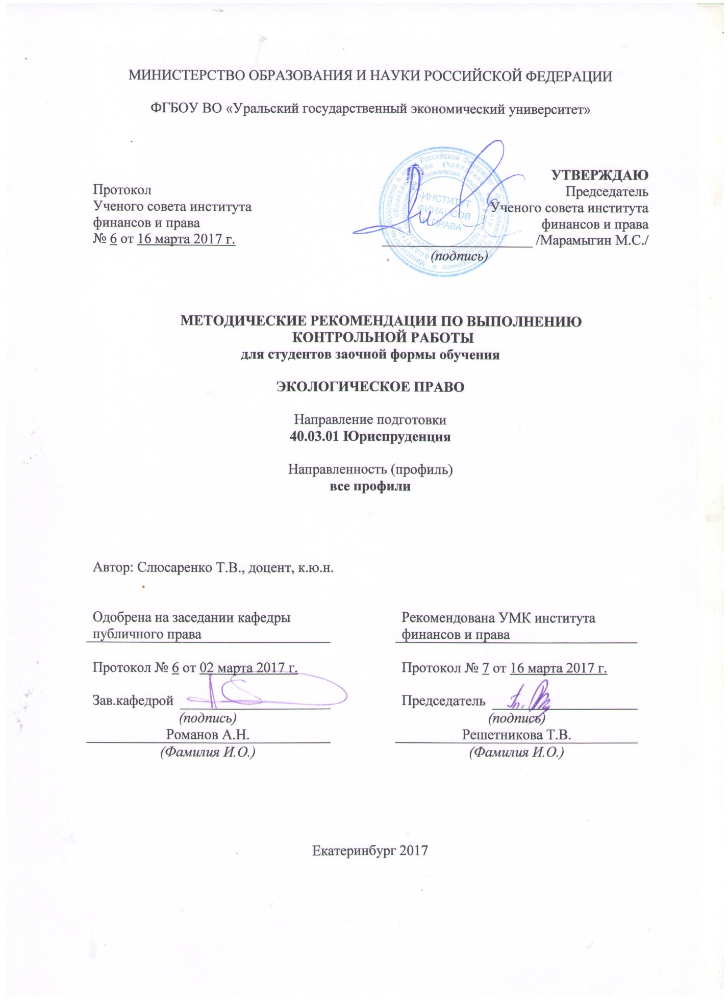 МИНИСТЕРСТВО ОБРАЗОВАНИЯ И НАУКИ РОССИЙСКОЙ ФЕДЕРАЦИИ
ФГБОУ ВО «Уральский государственный экономический университет»
Протокол
Ученого совета института
финансов и права
№ 6 от 16 марта 2017 г.
УТВЕРЖДАЮ
Председатель
Ученого совета института
финансов и права
/Марамыгин М.С./
(подпись)
ИНСТИТУТ
ФИНАНСОВ
И ПРАВА
МЕТОДИЧЕСКИЕ РЕКОМЕНДАЦИИ ПО ВЫПОЛНЕНИЮ
КОНТРОЛЬНОЙ РАБОТЫ
для студентов заочной формы обучения
ЭКОЛОГИЧЕСКОЕ ПРАВО
Направление подготовки
40.03.01 Юриспруденция
Направленность (профиль)
все профили
Автор: Слюсаренко Т.В., доцент, к.ю.н.
Одобрена на заседании кафедры
публичного права
Протокол № 6 от 02 марта 2017 г.
Зав.кафедрой
(подпись)
Романов А.Н.
(Фамилия И.О.)
Рекомендована УМК института
финансов и права
Протокол № 7 от 16 марта 2017 г.
Председатель
(подпись)
Решетникова Т.В.
(Фамилия И.О.)
Екатеринбург 2017